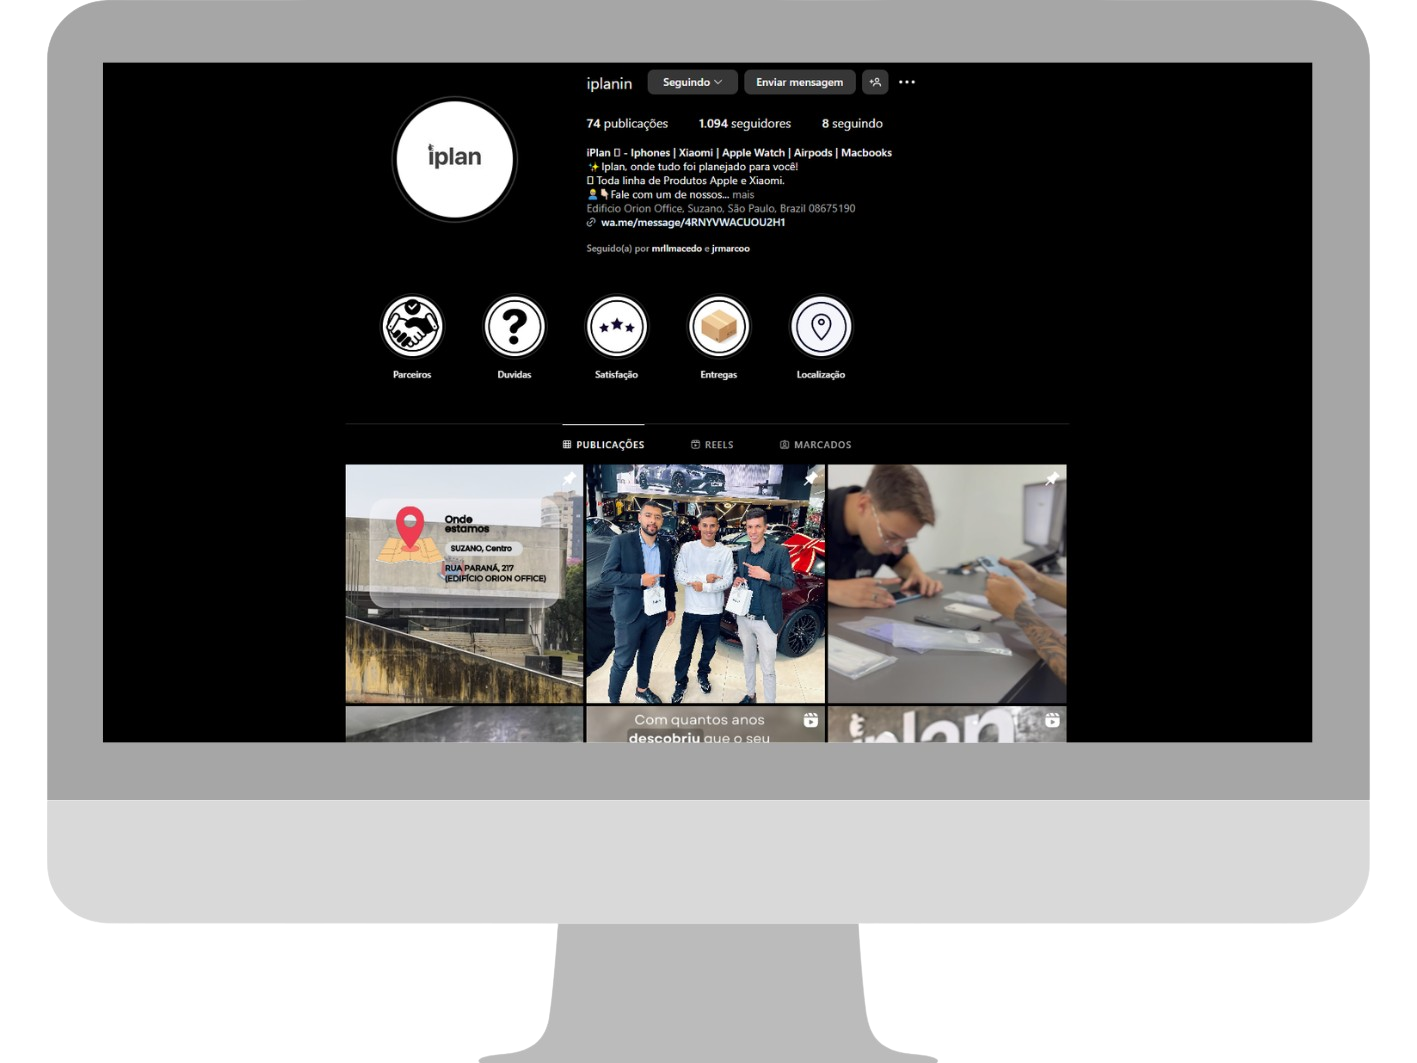 iplanin Seguindo Enviar mensagem
iplan
74 publicações 1.094 seguidores 8 seguindo
iPlan - Iphones | Xiaomi | Apple Watch | Airpods | Macbooks
Iplan, onde tudo foi planejado para você!
Toda linha de Produtos Apple e Xiaomi.
Fale com um de nossos... mais
Edificio Orion Office, Suzano, São Paulo, Brazil 08675190
wa.me/message/4RNYVWACUOU2H1
Seguido(a) por mrllmacedo e jrmarcoo
Parceiros Duvidas Satisfação Entregas Localização
PUBLICAÇÕES REELS MARCADOS
Onde
estamos
SUZANO, Centro
RUA PARANÁ, 217
(EDIFÍCIO ORION OFFICE)
Com quantos anos
descobriu que o seu
iplan